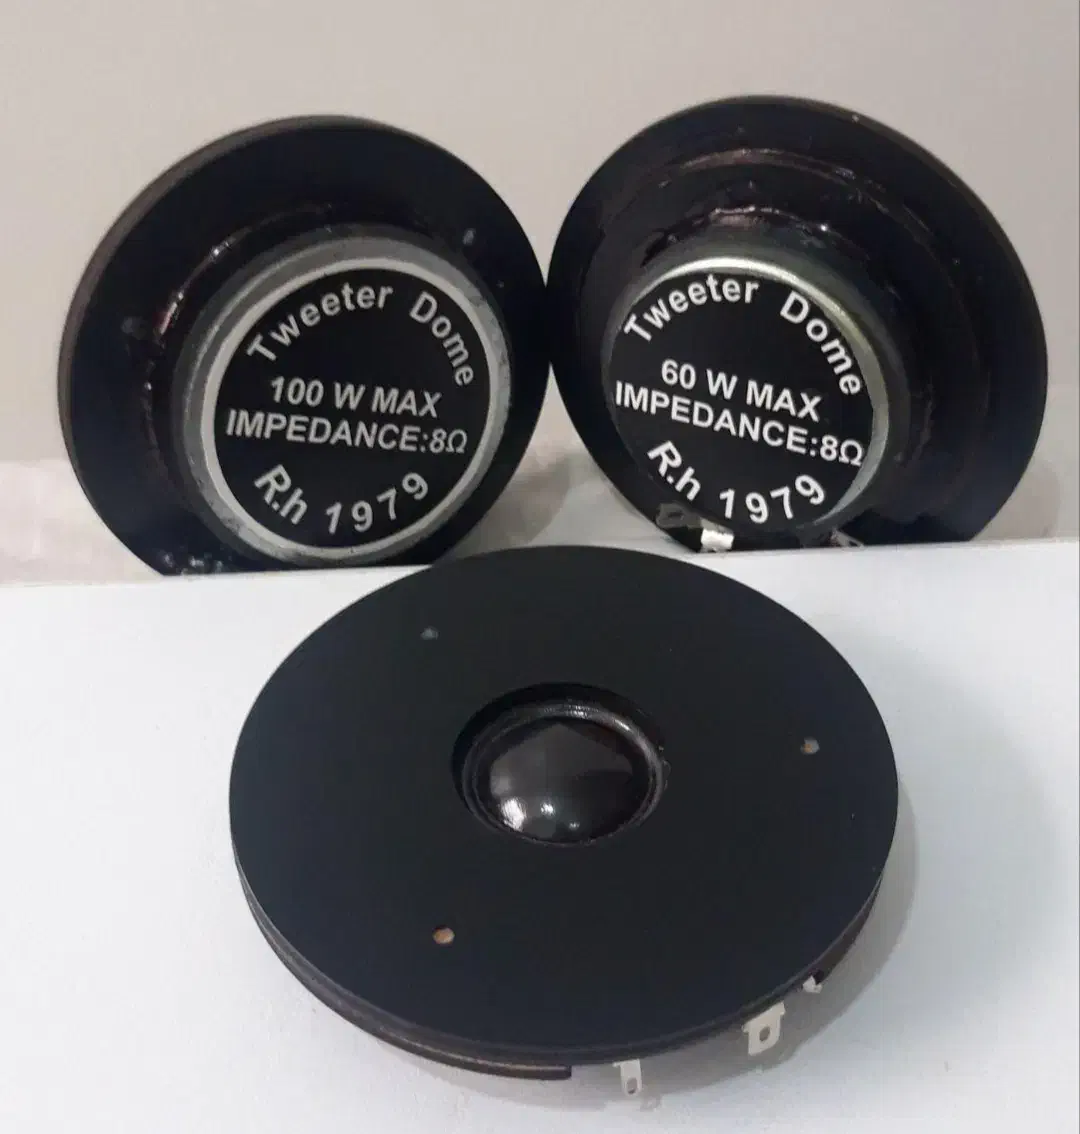 Tweeter Dome
100 W MAX
IMPEDANCE:8Ω
R.h 1979
Tweeter Dome
60 W MAX
IMPEDANCE:8Ω
R.h 1979